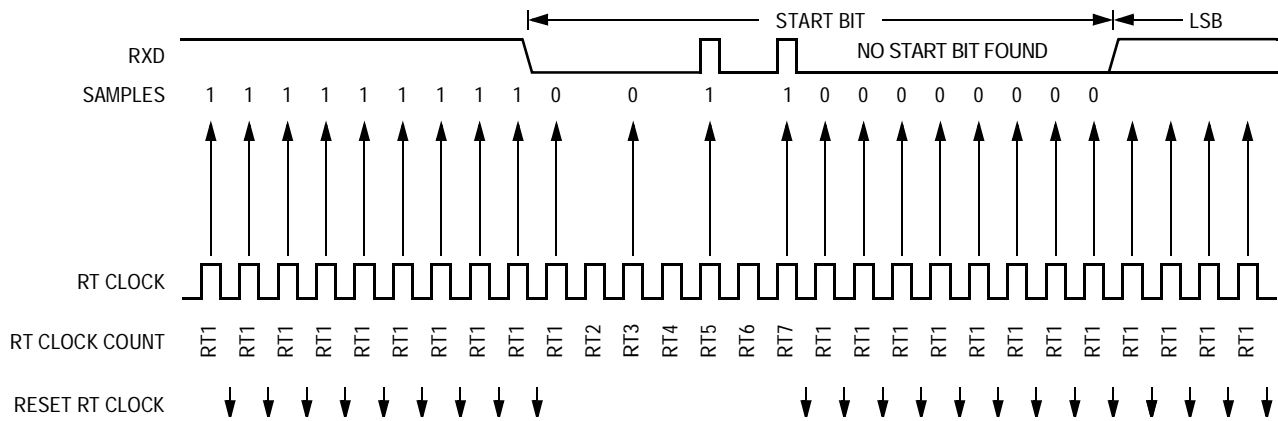 START BIT LSB
RXD NO START BIT FOUND
SAMPLES 1 1 1 1 1 1 1 1 1 0 0 1 1 0 0 0 0 0 0 0 0
RT CLOCK
RT CLOCK COUNT RT1 RT1 RT1 RT1 RT1 RT1 RT1 RT1 RT1 RT1 RT2 RT3 RT4 RT5 RT6 RT7 RT1 RT1 RT1 RT1 RT1 RT1 RT1 RT1 RT1 RT1 RT1 RT1
RESET RT CLOCK